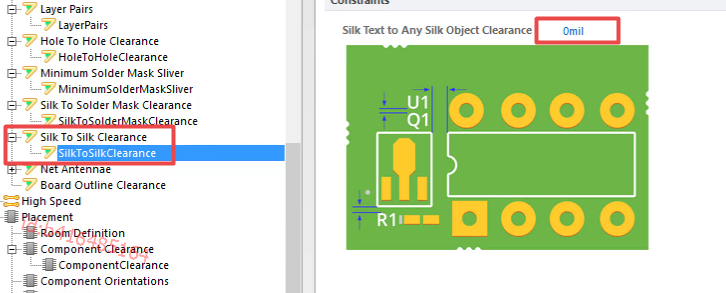 Layer Pairs
LayerPairs
Hole To Hole Clearance
HoleToHoleClearance
Minimum Solder Mask Sliver
MinimumSolderMaskSliver
Silk To Solder Mask Clearance
SilkToSolderMaskClearance
Silk To Silk Clearance
SilkToSilkClearance
Net Antennae
Board Outline Clearance
High Speed
Placement
Room Definition
Component Clearance
ComponentClearance
Component Orientations
Constraints
Silk Text to Any Silk Object Clearance 0mil
U1
Q1
R1